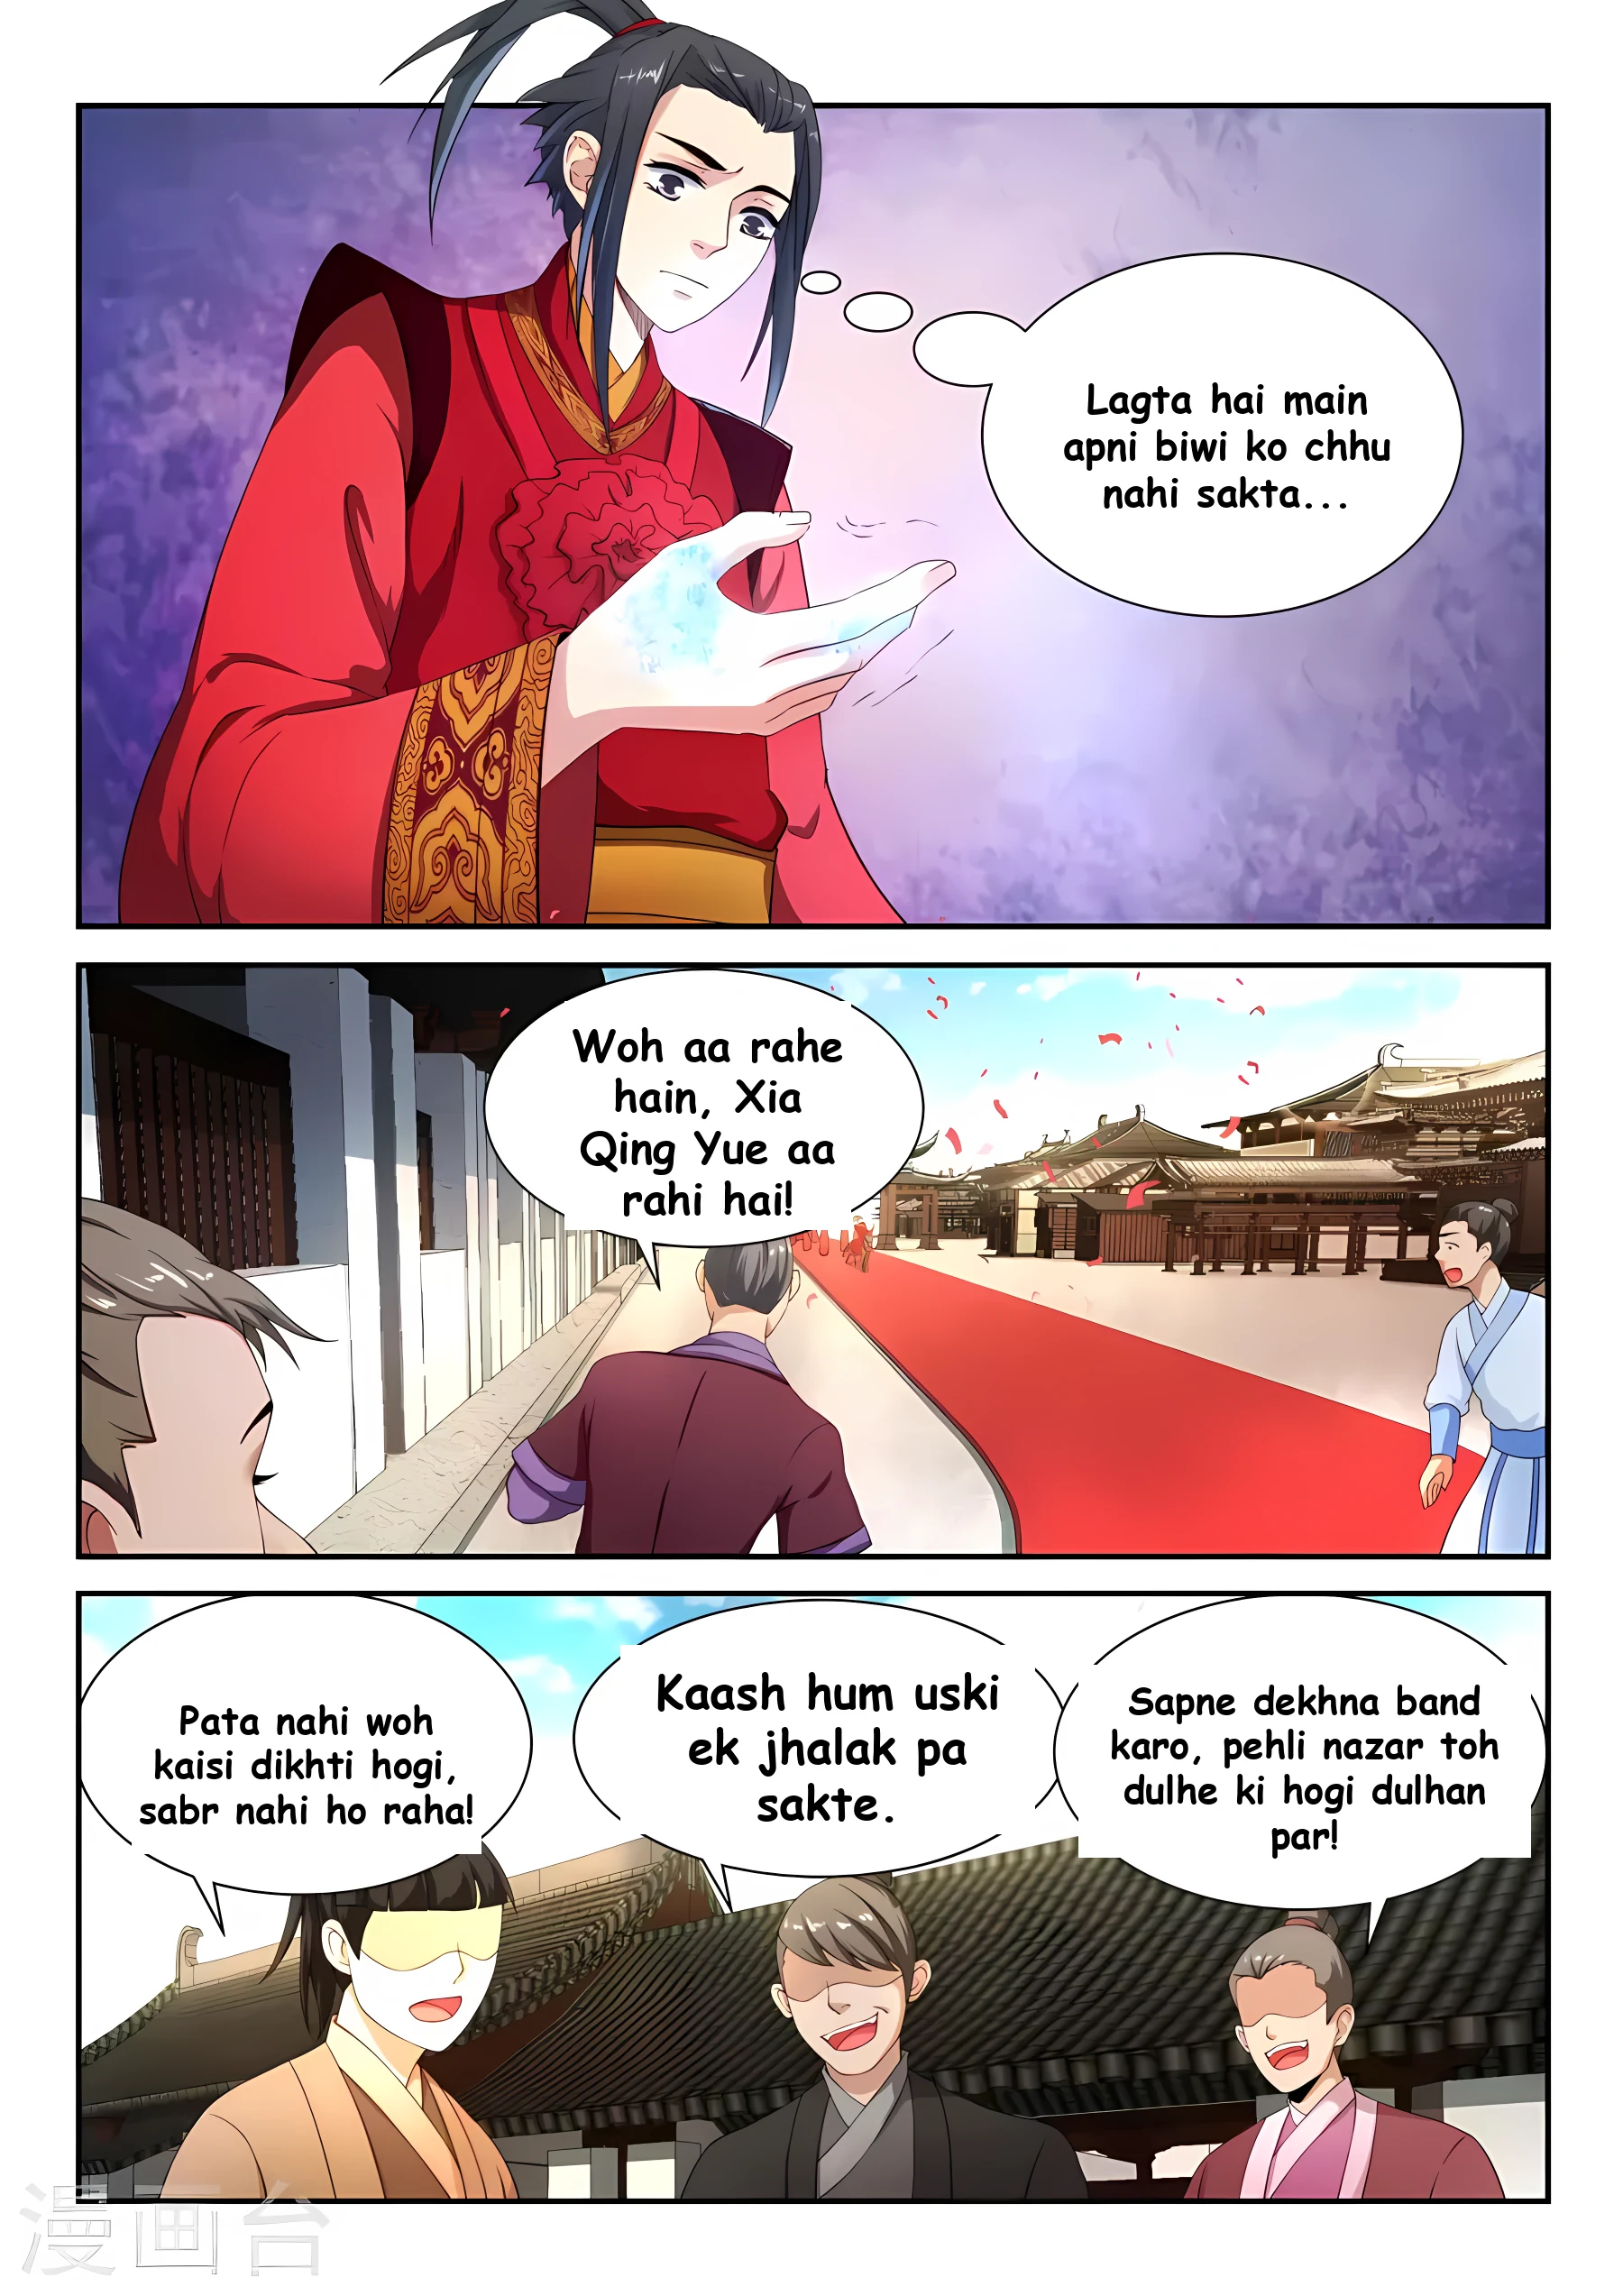 Lagta hai main
apni biwi ko chhu
nahi sakta...
Woh aa rahe
hain, Xia
Qing Yue aa
rahi hai!
Pata nahi woh
kaisi dikhti hogi,
sabr nahi ho raha!
Kaash hum uski
ek jhalak pa
sakte.
Sapne dekhna band
karo, pehli nazar toh
dulhe ki hogi dulhan
par!
漫画台